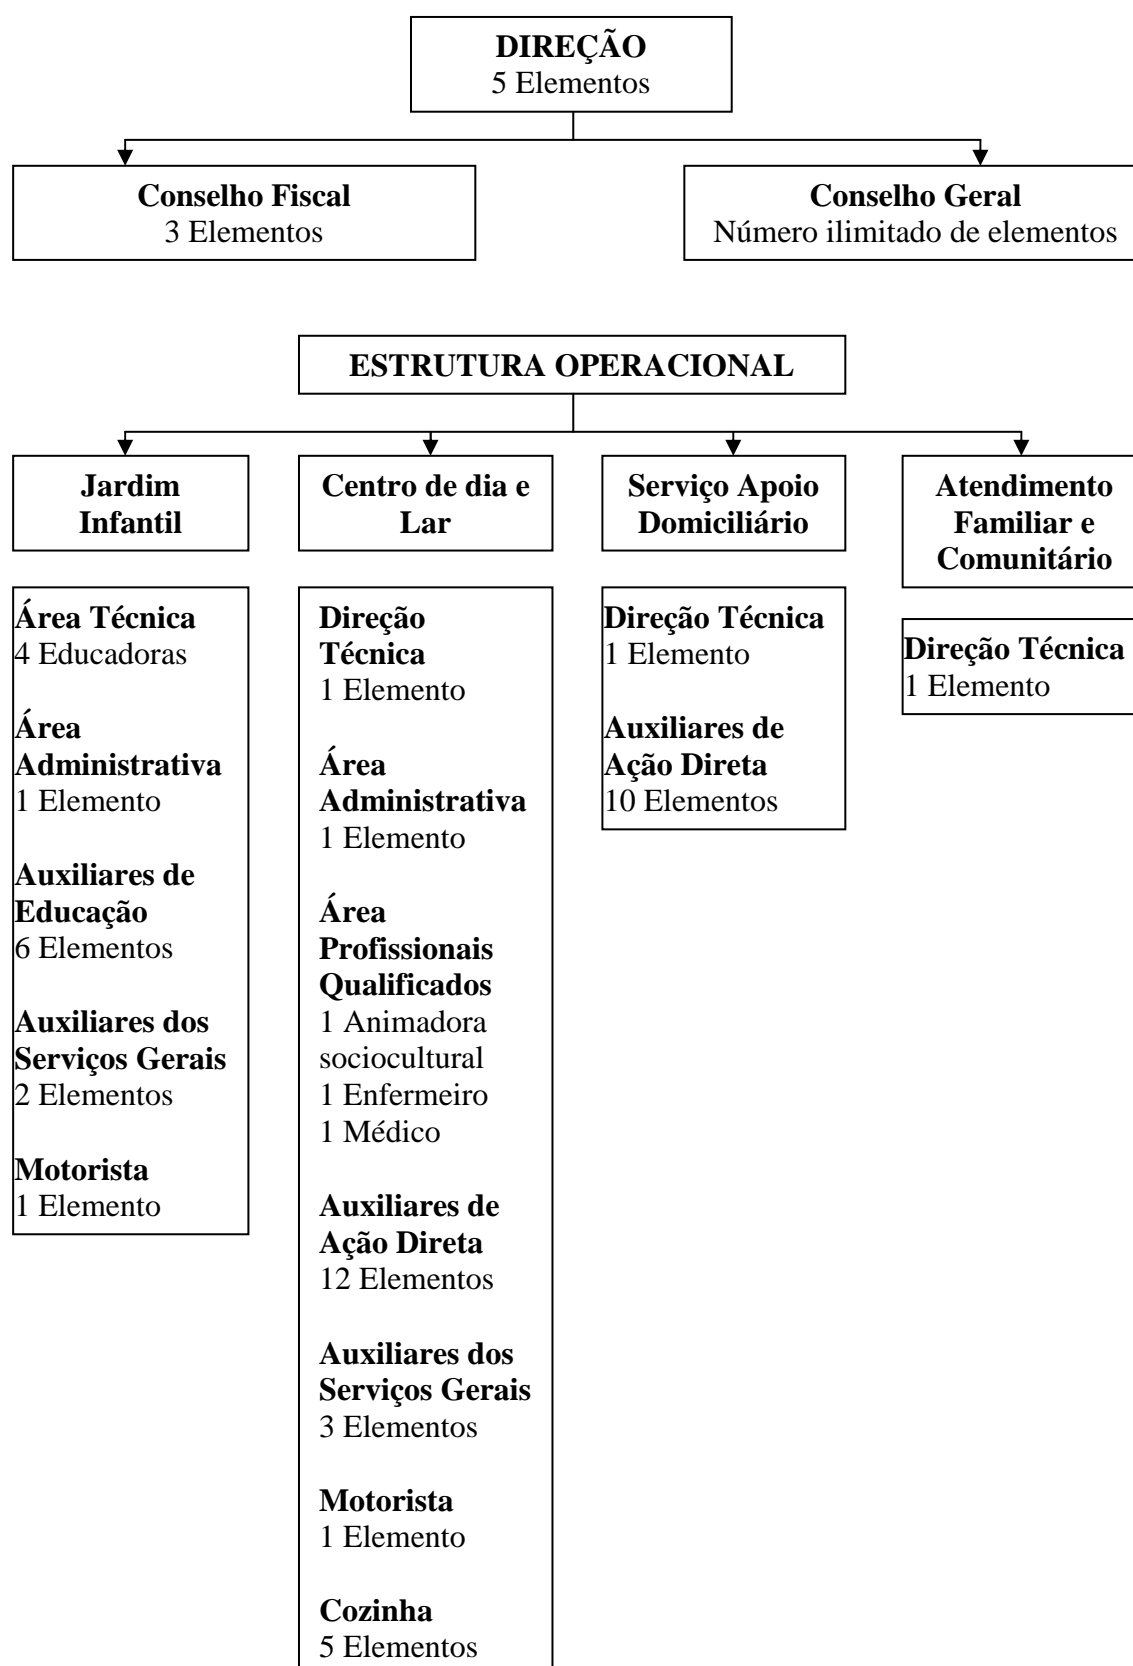 DIREÇÃO
5 Elementos
Conselho Fiscal
3 Elementos
Conselho Geral
Número ilimitado de elementos
ESTRUTURA OPERACIONAL
Jardim
Infantil
Centro de dia e
Lar
Serviço Apoio
Domiciliário
Atendimento
Familiar e
Comunitário
Área Técnica
4 Educadoras
Área
Administrativa
1 Elemento
Auxiliares de
Educação
6 Elementos
Auxiliares dos
Serviços Gerais
2 Elementos
Motorista
1 Elemento
Direção
Técnica
1 Elemento
Área
Administrativa
1 Elemento
Área
Profissionais
Qualificados
1 Animadora
sociocultural
1 Enfermeiro
1 Médico
Auxiliares de
Ação Direta
12 Elementos
Auxiliares dos
Serviços Gerais
3 Elementos
Motorista
1 Elemento
Cozinha
5 Elementos
Direção Técnica
1 Elemento
Auxiliares de
Ação Direta
10 Elementos
Direção Técnica
1 Elemento